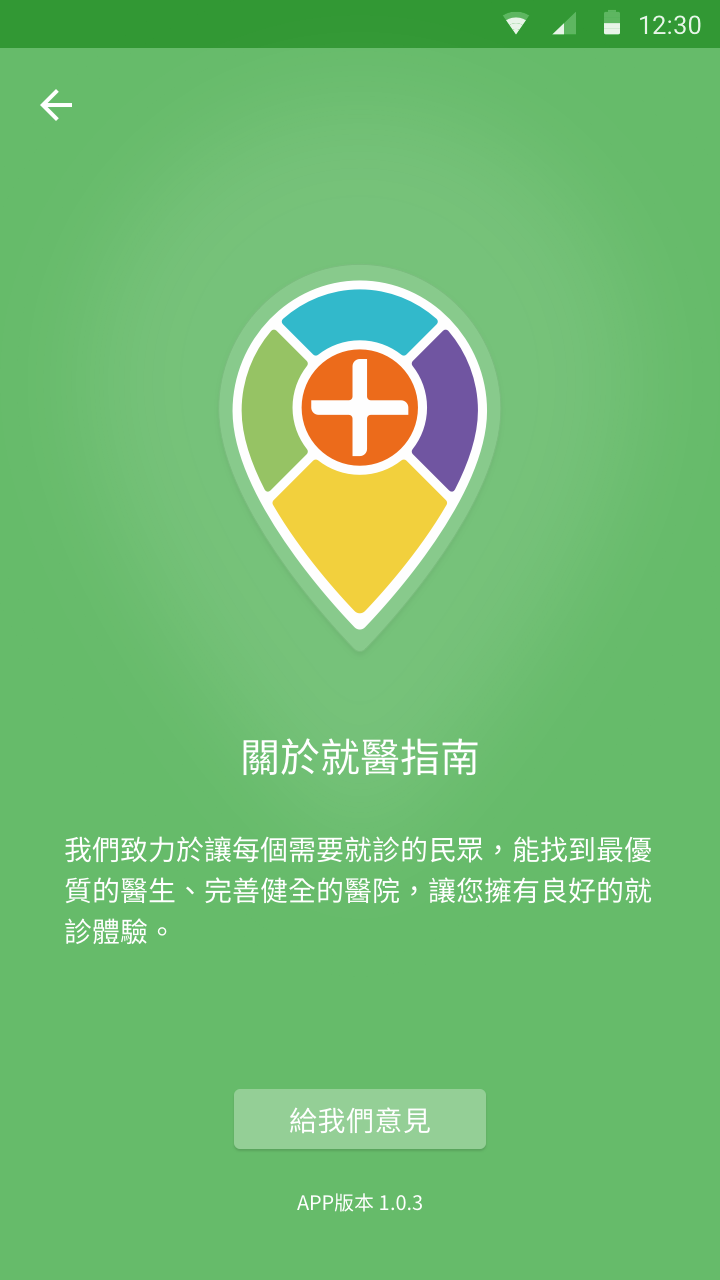 12:30
關於就醫指南
我們致力於讓每個需要就診的民眾，能找到最優
質的醫生、完善健全的醫院，讓您擁有良好的就
診體驗。
給我們意見
APP版本 1.0.3